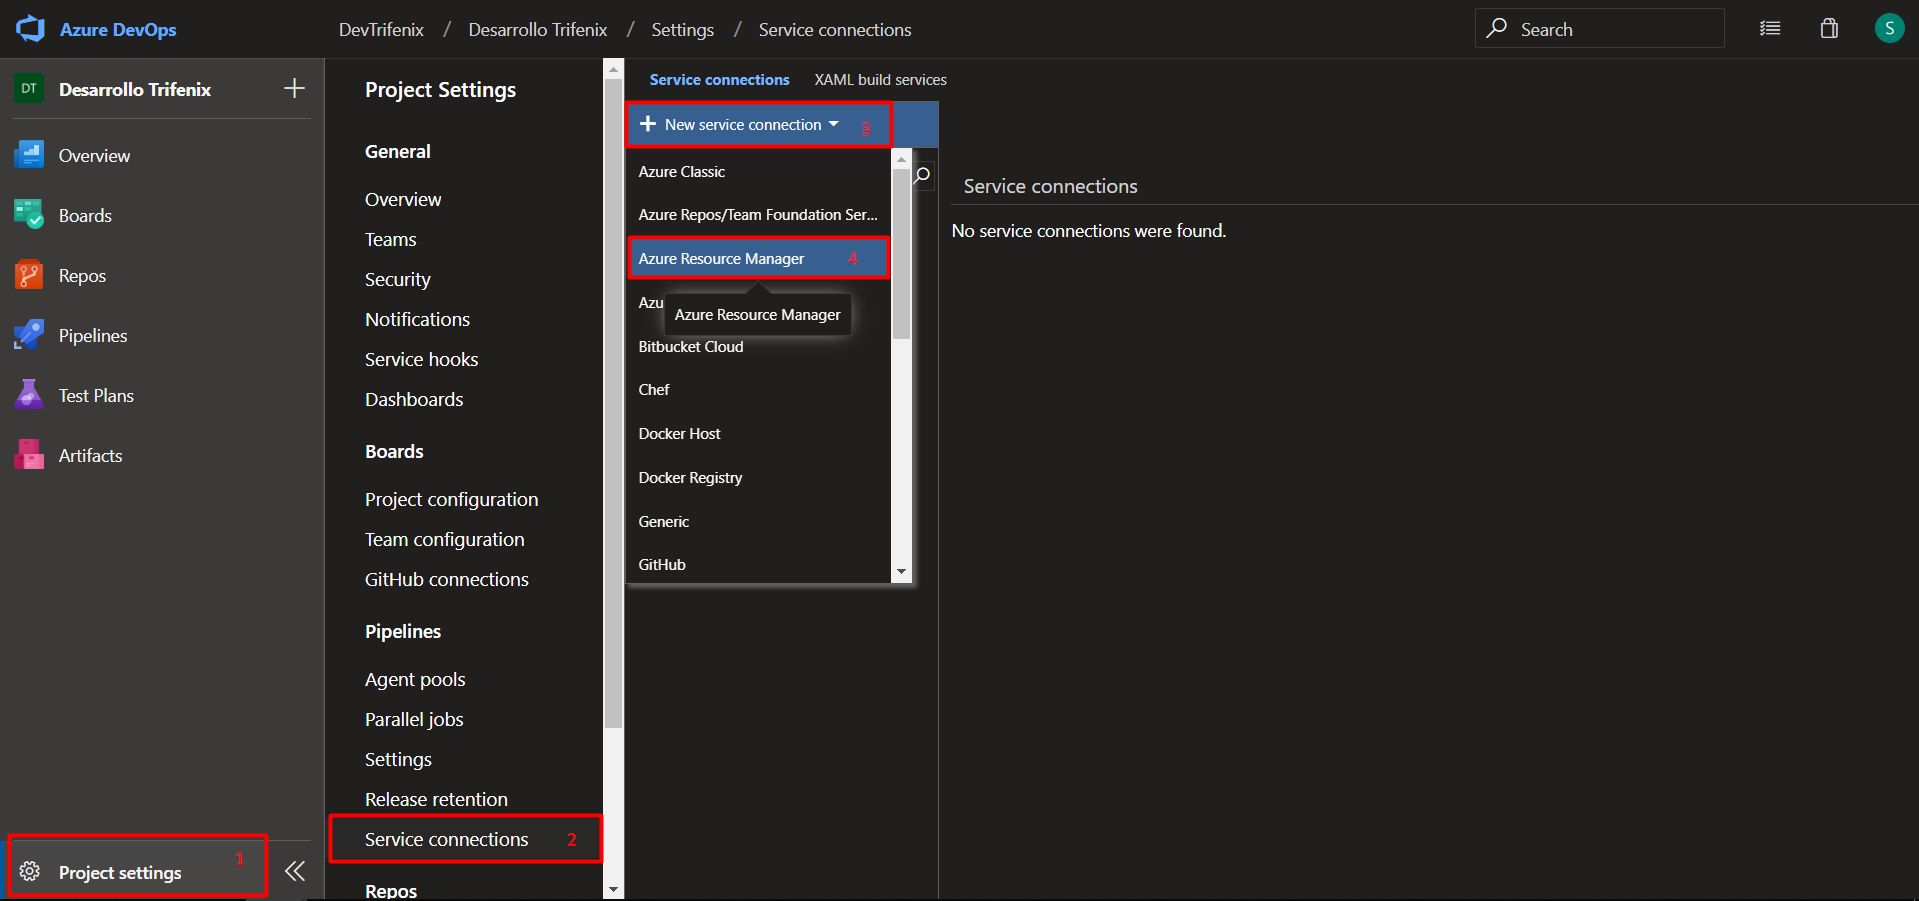 Azure DevOps
DevTrifenix / Desarrollo Trifenix / Settings / Service connections
Search
S
DT
Desarrollo Trifenix
Overview
Boards
Repos
Pipelines
Test Plans
Artifacts
Project settings 1
Project Settings
General
Overview
Teams
Security
Notifications
Service hooks
Dashboards
Boards
Project configuration
Team configuration
GitHub connections
Pipelines
Agent pools
Parallel jobs
Settings
Release retention
Service connections 2
Repos
Service connections
XAML build services
New service connection 3
Azure Classic
Azure Repos/Team Foundation Ser...
Azure Resource Manager 4
Azu
Azure Resource Manager
Bitbucket Cloud
Chef
Docker Host
Docker Registry
Generic
GitHub
Service connections
No service connections were found.